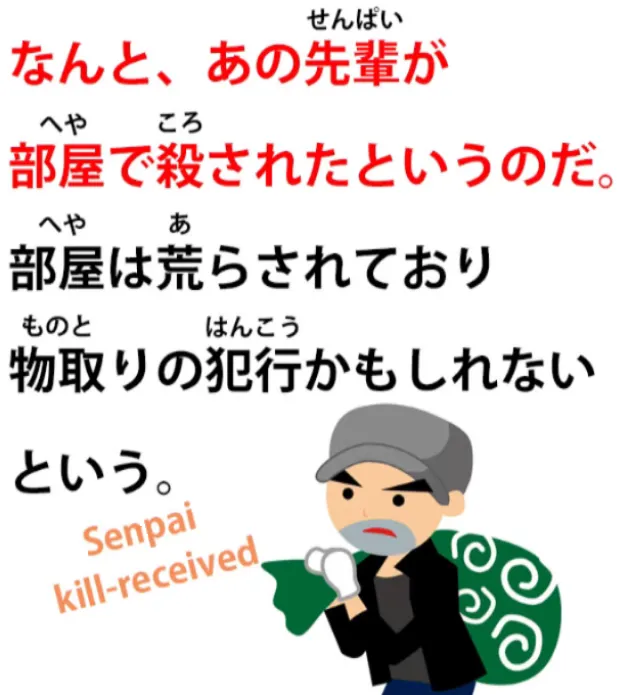 せんぱい
なんと、あの先輩が
へや ころ
部屋で殺されたというのだ。
へや あ
部屋は荒らされており
ものと はんこう
物取りの犯行かもしれない
という。
Senpai
kill-received